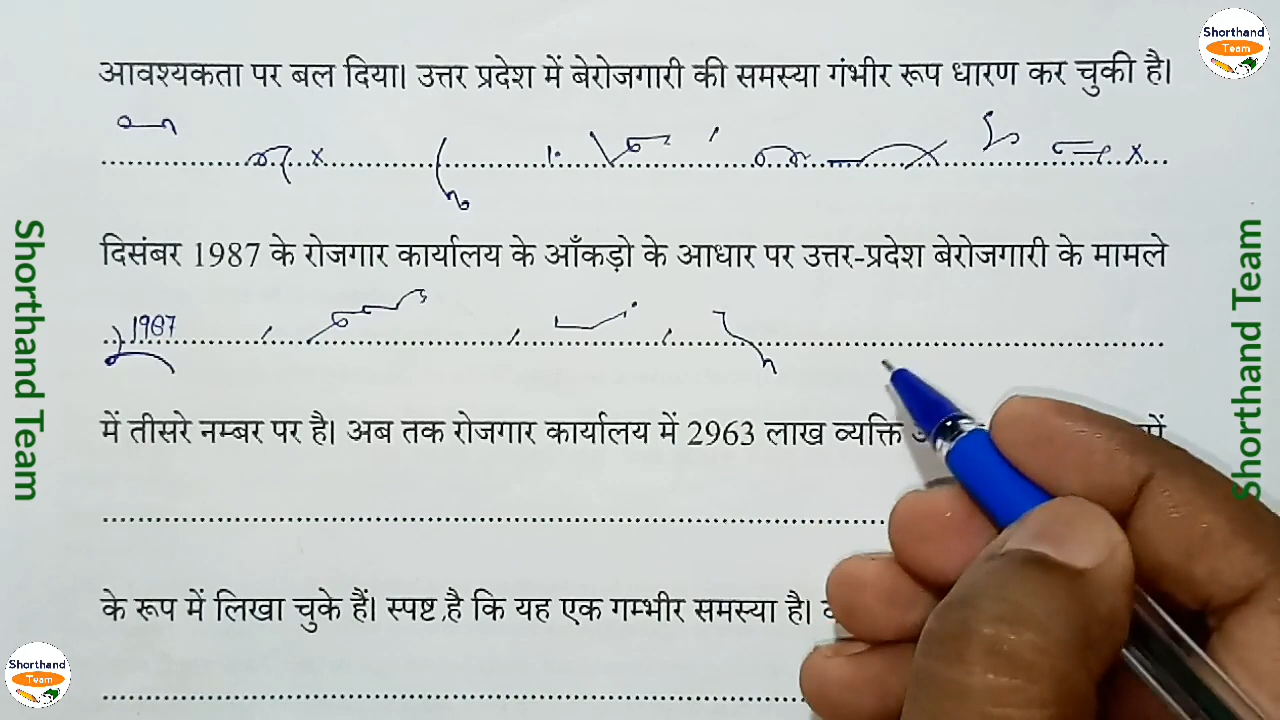 Shorthand Team
आवश्यकता पर बल दिया। उत्तर प्रदेश में बेरोजगारी की समस्या गंभीर रूप धारण कर चुकी है।
दिसंबर 1987 के रोजगार कार्यालय के आँकड़ो के आधार पर उत्तर-प्रदेश बेरोजगारी के मामले
1987
में तीसरे नम्बर पर है। अब तक रोजगार कार्यालय में 2963 लाख व्यक्ति
के रूप में लिखा चुके हैं। स्पष्ट है कि यह एक गम्भीर समस्या है।
Shorthand Team
Shorthand Team
Shorthand Team